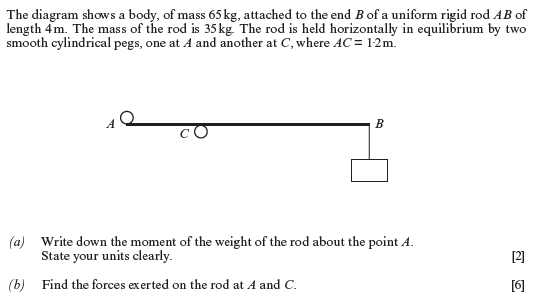 The diagram shows a body, of mass 65 kg, attached to the end B of a uniform rigid rod AB of
length 4 m. The mass of the rod is 35 kg. The rod is held horizontally in equilibrium by two
smooth cylindrical pegs, one at A and another at C, where AC = 1·2 m.
A
C
B
(a) Write down the moment of the weight of the rod about the point A.
State your units clearly. [2]
(b) Find the forces exerted on the rod at A and C. [6]